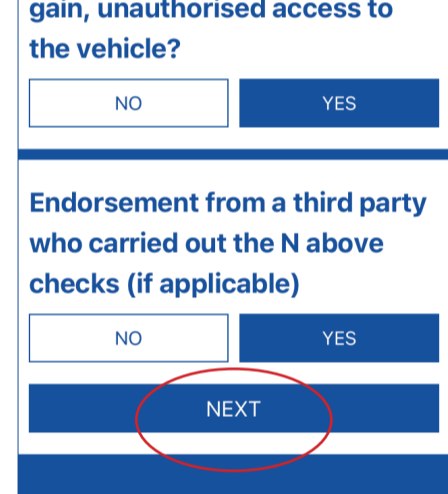 gain, unauthorised access to
the vehicle?
NO
YES
Endorsement from a third party
who carried out the N above
checks (if applicable)
NO
YES
NEXT